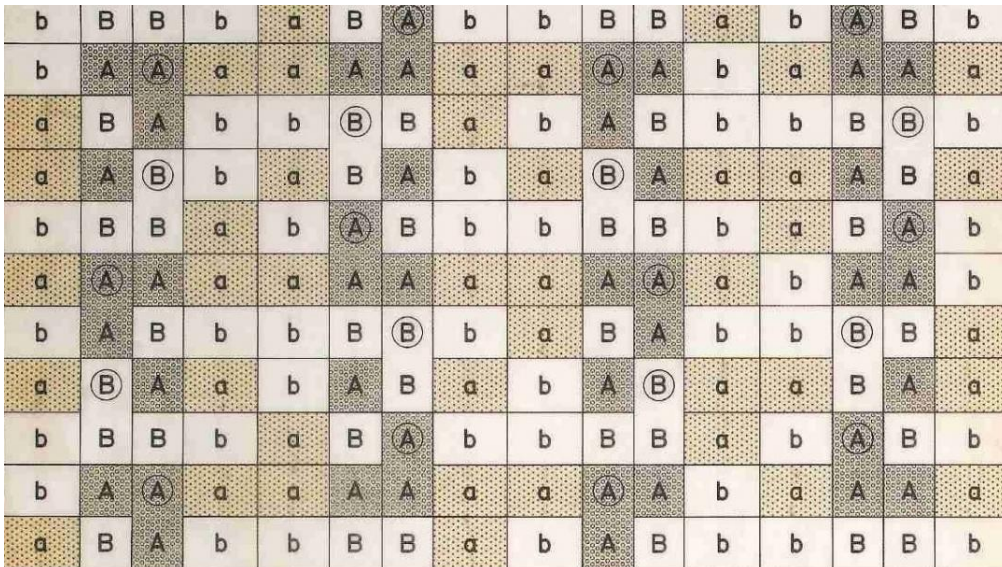 b B B b a B A b b B B a b A B b
b A A a a A A a a A A b a A A a
a B A b b B B a b A B b b B B b
a A B b a B A b a B A a a A B a
b B B a b A B b b B B b a B A b
a A A a a A A a a A A a b A A b
b A B b b B B b a B A b b B B a
a B A a b A B a b A B a a B A a
b B B b a B A b b B B a b A B b
b A A a a A A a a A A b a A A a
a B A b b B B a b A B b b B B b